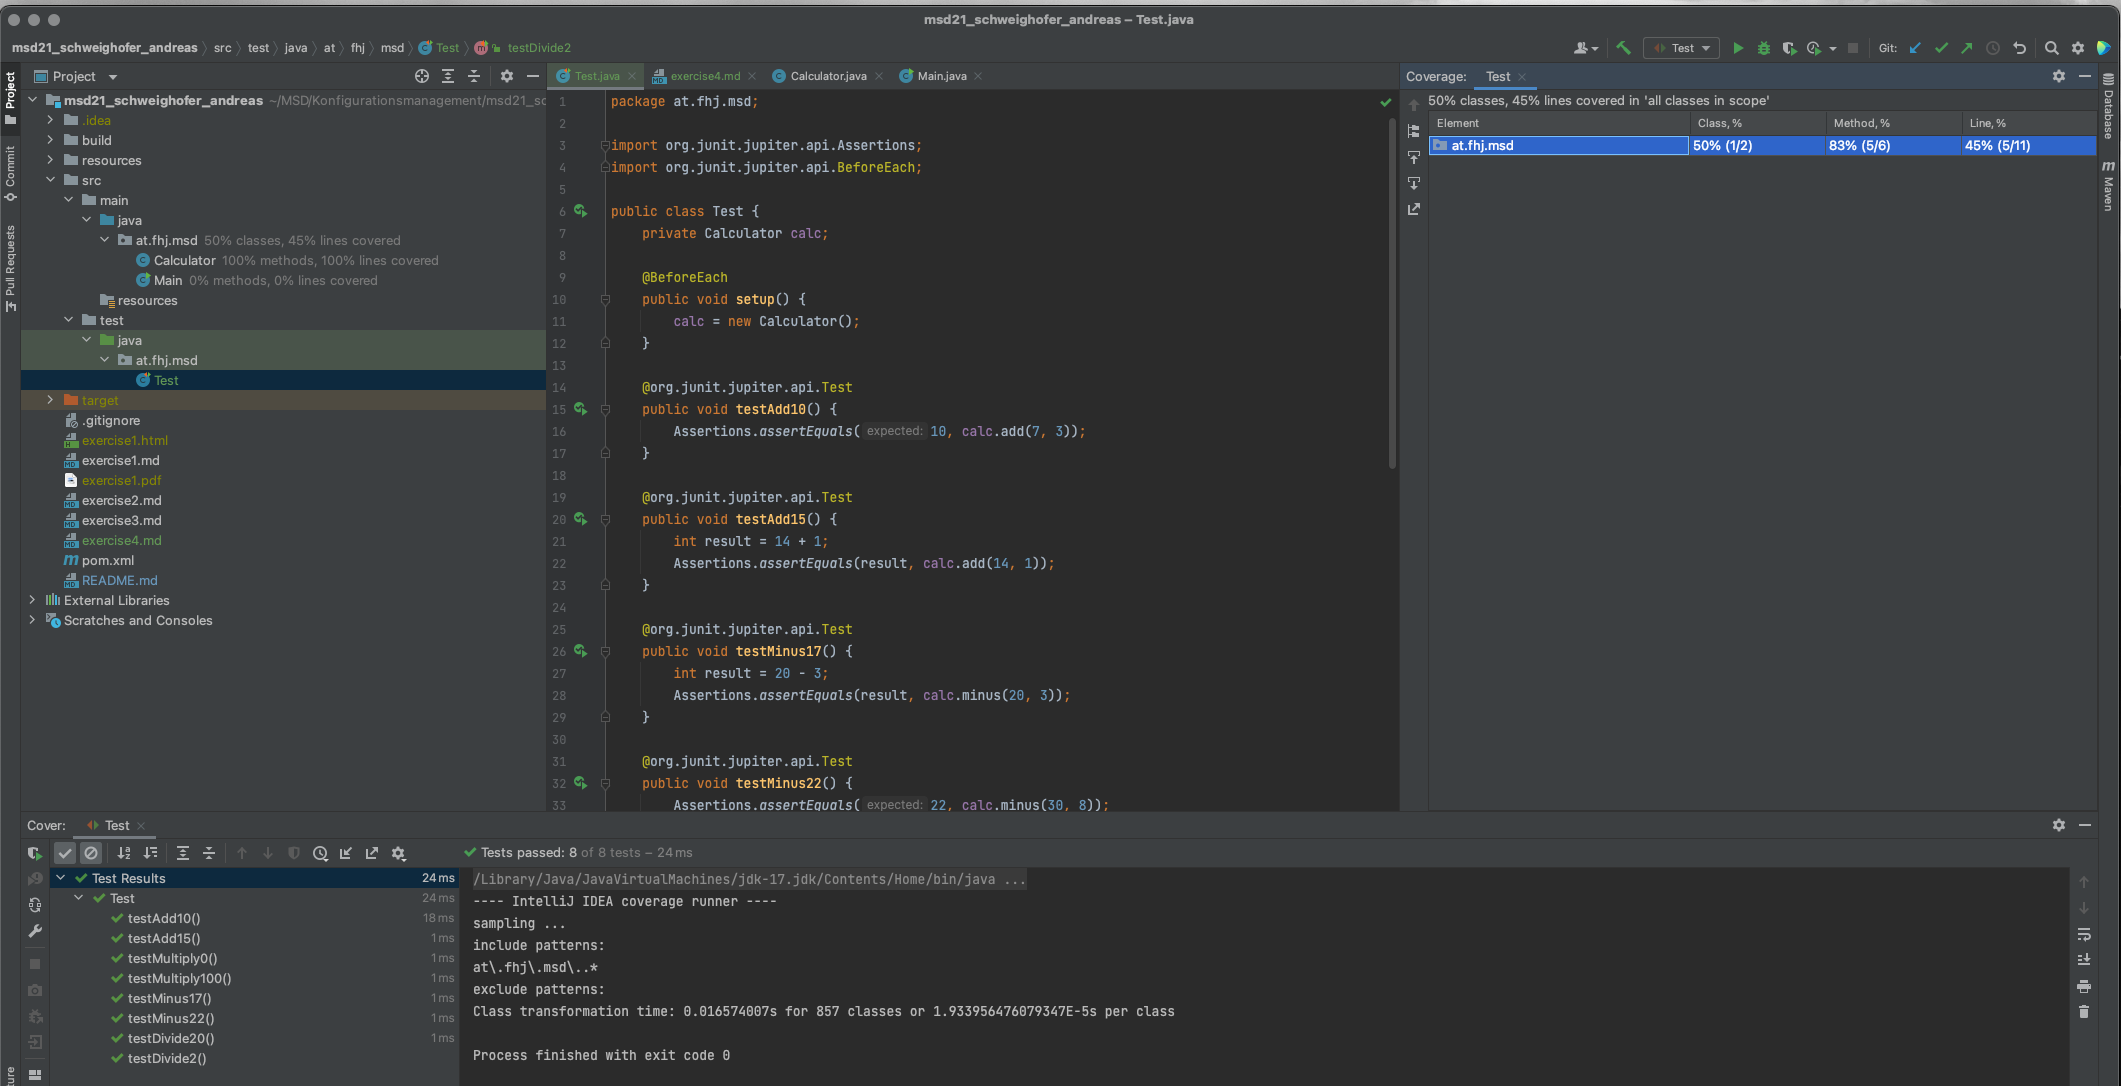 msd21_schweighofer_andreas – Test.java
msd21_schweighofer_andreas src test java at fhj msd Test testDivide2
Test Git:
Project
Commit
Pull Requests
Project
msd21_schweighofer_andreas ~/MSD/Konfigurationsmanagement/msd21_sc
.idea
build
resources
src
main
java
at.fhj.msd 50% classes, 45% lines covered
Calculator 100% methods, 100% lines covered
Main 0% methods, 0% lines covered
resources
test
java
at.fhj.msd
Test
target
.gitignore
exercise1.html
exercise1.md
exercise1.pdf
exercise2.md
exercise3.md
exercise4.md
pom.xml
README.md
External Libraries
Scratches and Consoles
Test.java exercise4.md Calculator.java Main.java
1 package at.fhj.msd;
2
3 import org.junit.jupiter.api.Assertions;
4 import org.junit.jupiter.api.BeforeEach;
5
6 public class Test {
7 private Calculator calc;
8
9 @BeforeEach
10 public void setup() {
11 calc = new Calculator();
12 }
13
14 @org.junit.jupiter.api.Test
15 public void testAdd10() {
16 Assertions.assertEquals( expected: 10, calc.add(7, 3));
17 }
18
19 @org.junit.jupiter.api.Test
20 public void testAdd15() {
21 int result = 14 + 1;
22 Assertions.assertEquals(result, calc.add(14, 1));
23 }
24
25 @org.junit.jupiter.api.Test
26 public void testMinus17() {
27 int result = 20 - 3;
28 Assertions.assertEquals(result, calc.minus(20, 3));
29 }
30
31 @org.junit.jupiter.api.Test
32 public void testMinus22() {
33 Assertions.assertEquals( expected: 22, calc.minus(30, 8));
Coverage: Test
50% classes, 45% lines covered in 'all classes in scope'
Element Class, % Method, % Line, %
at.fhj.msd 50% (1/2) 83% (5/6) 45% (5/11)
Database
Maven
Cover: Test
Tests passed: 8 of 8 tests – 24 ms
Test Results 24 ms
Test 24 ms
testAdd10() 18 ms
testAdd15() 1 ms
testMultiply0() 1 ms
testMultiply100() 1 ms
testMinus17() 1 ms
testMinus22() 1 ms
testDivide20() 1 ms
testDivide2()
/Library/Java/JavaVirtualMachines/jdk-17.jdk/Contents/Home/bin/java ...
---- IntelliJ IDEA coverage runner ----
sampling ...
include patterns:
at\.fhj\.msd\..*
exclude patterns:
Class transformation time: 0.016574007s for 857 classes or 1.933956476079347E-5s per class
Process finished with exit code 0